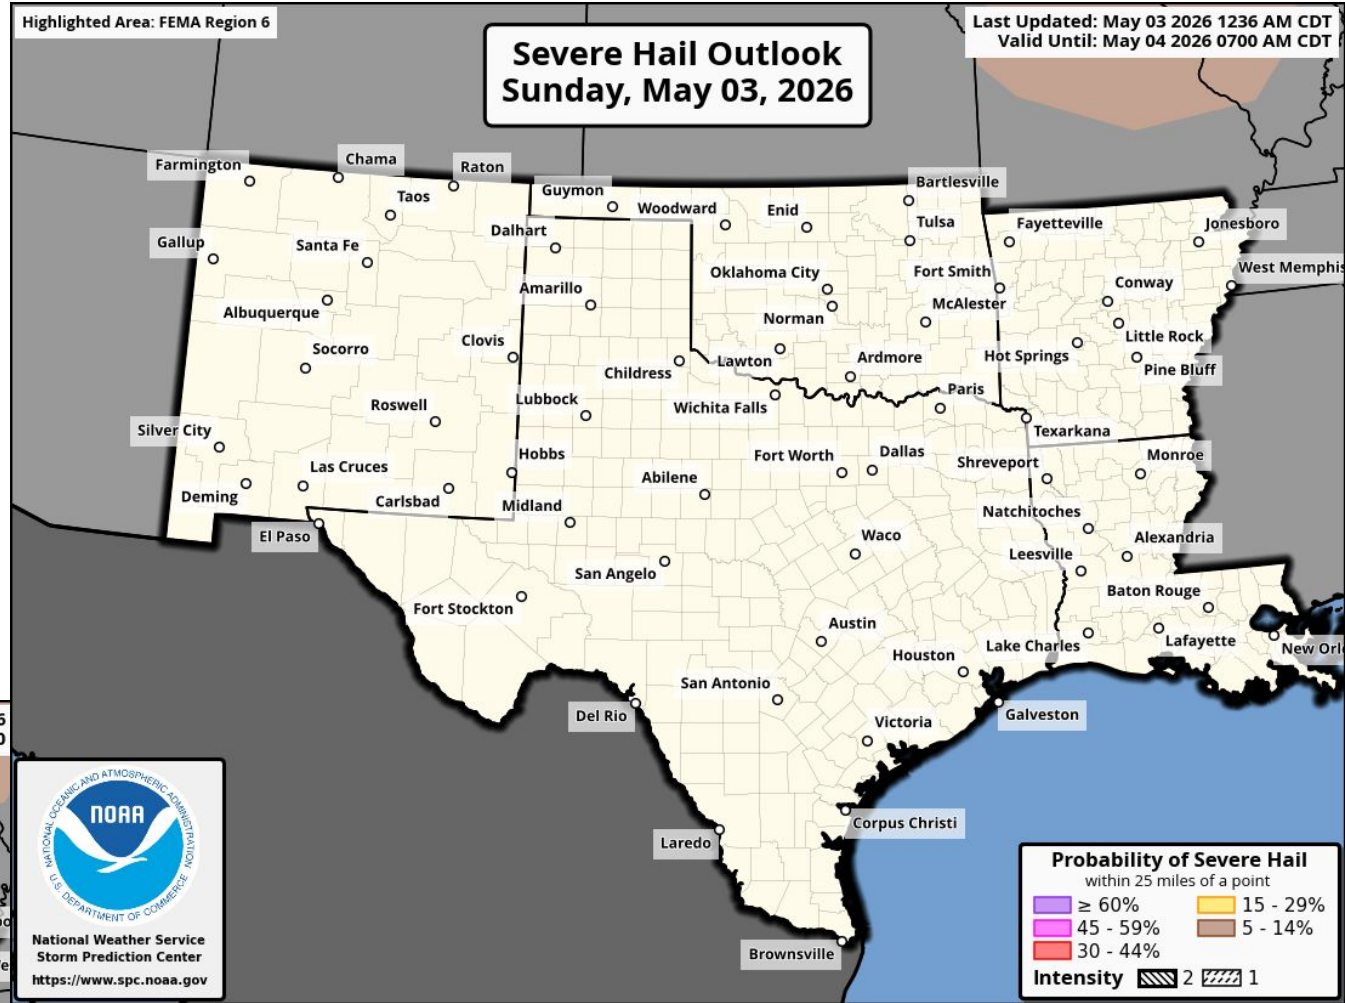 Highlighted Area: FEMA Region 6
Severe Hail Outlook
Sunday, May 03, 2026
Last Updated: May 03 2026 1236 AM CDT
Valid Until: May 04 2026 0700 AM CDT
Farmington
Chama
Raton
Taos
Guymon
Woodward
Enid
Bartlesville
Tulsa
Fayetteville
Jonesboro
Gallup
Santa Fe
Dalhart
Oklahoma City
Fort Smith
West Memphis
Amarillo
Conway
Albuquerque
Norman
McAlester
Little Rock
Socorro
Clovis
Childress
Lawton
Ardmore
Hot Springs
Pine Bluff
Roswell
Lubbock
Wichita Falls
Paris
Texarkana
Silver City
Las Cruces
Hobbs
Abilene
Fort Worth
Dallas
Shreveport
Monroe
Deming
Carlsbad
Midland
Natchitoches
El Paso
Waco
Alexandria
San Angelo
Leesville
Fort Stockton
Baton Rouge
Austin
Lake Charles
Lafayette
New Orl
Houston
San Antonio
Del Rio
Victoria
Galveston
Corpus Christi
Laredo
Brownsville
NATIONAL OCEANIC AND ATMOSPHERIC ADMINISTRATION
NOAA
U.S. DEPARTMENT OF COMMERCE
National Weather Service
Storm Prediction Center
https://www.spc.noaa.gov
Probability of Severe Hail
within 25 miles of a point
≥ 60%
15 - 29%
45 - 59%
5 - 14%
30 - 44%
Intensity 2 1